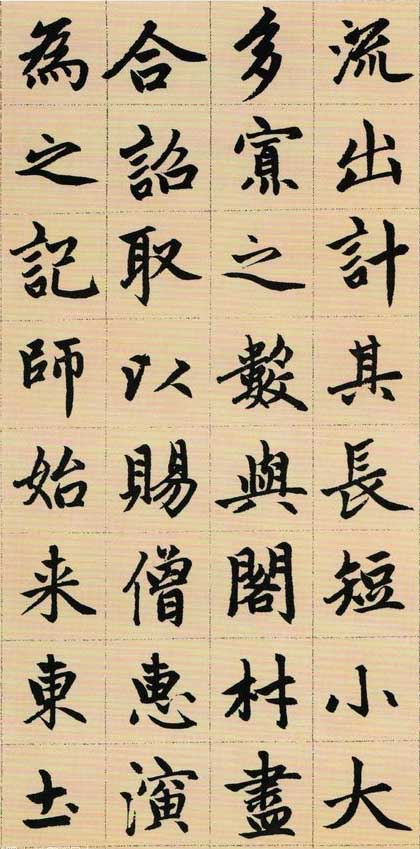 流出計其長短小大
多寡之數與閣材盡
合詔取以賜僧惠演
為之記師始来東土